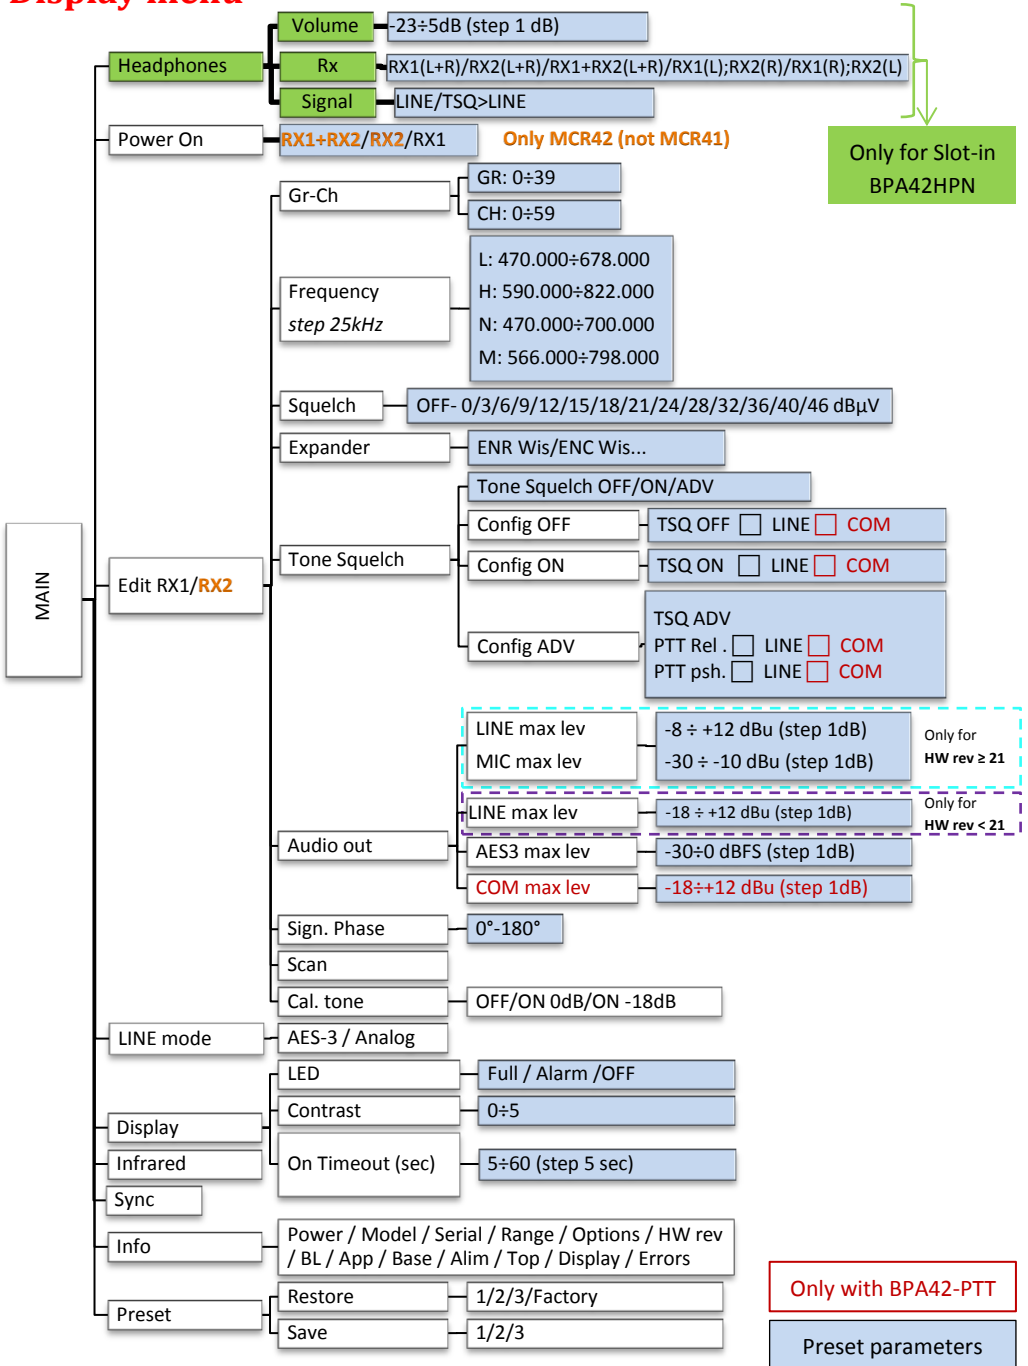 Display menu
Volume
-23÷5dB (step 1 dB)
Headphones
Rx
RX1(L+R)/RX2(L+R)/RX1+RX2(L+R)/RX1(L);RX2(R)/RX1(R);RX2(L)
Signal
LINE/TSQ>LINE
Only for Slot-in
BPA42HPN
Power On
RX1+RX2/RX2/RX1
Only MCR42 (not MCR41)
Gr-Ch
GR: 0÷39
CH: 0÷59
Frequency
step 25kHz
L: 470.000÷678.000
H: 590.000÷822.000
N: 470.000÷700.000
M: 566.000÷798.000
Squelch
OFF- 0/3/6/9/12/15/18/21/24/28/32/36/40/46 dBµV
Expander
ENR Wis/ENC Wis...
MAIN
Edit RX1/RX2
Tone Squelch
Tone Squelch OFF/ON/ADV
Config OFF
TSQ OFF LINE COM
Config ON
TSQ ON LINE COM
Config ADV
TSQ ADV
PTT Rel . LINE COM
PTT psh. LINE COM
Audio out
LINE max lev
MIC max lev
-8 ÷ +12 dBu (step 1dB)
-30 ÷ -10 dBu (step 1dB)
Only for
HW rev ≥ 21
LINE max lev
-18 ÷ +12 dBu (step 1dB)
Only for
HW rev < 21
AES3 max lev
-30÷0 dBFS (step 1dB)
COM max lev
-18÷+12 dBu (step 1dB)
Sign. Phase
0°-180°
Scan
Cal. tone
OFF/ON 0dB/ON -18dB
LINE mode
AES-3 / Analog
Display
LED
Full / Alarm /OFF
Contrast
0÷5
On Timeout (sec)
5÷60 (step 5 sec)
Infrared
Sync
Info
Power / Model / Serial / Range / Options / HW rev
/ BL / App / Base / Alim / Top / Display / Errors
Preset
Restore
1/2/3/Factory
Save
1/2/3
Only with BPA42-PTT
Preset parameters